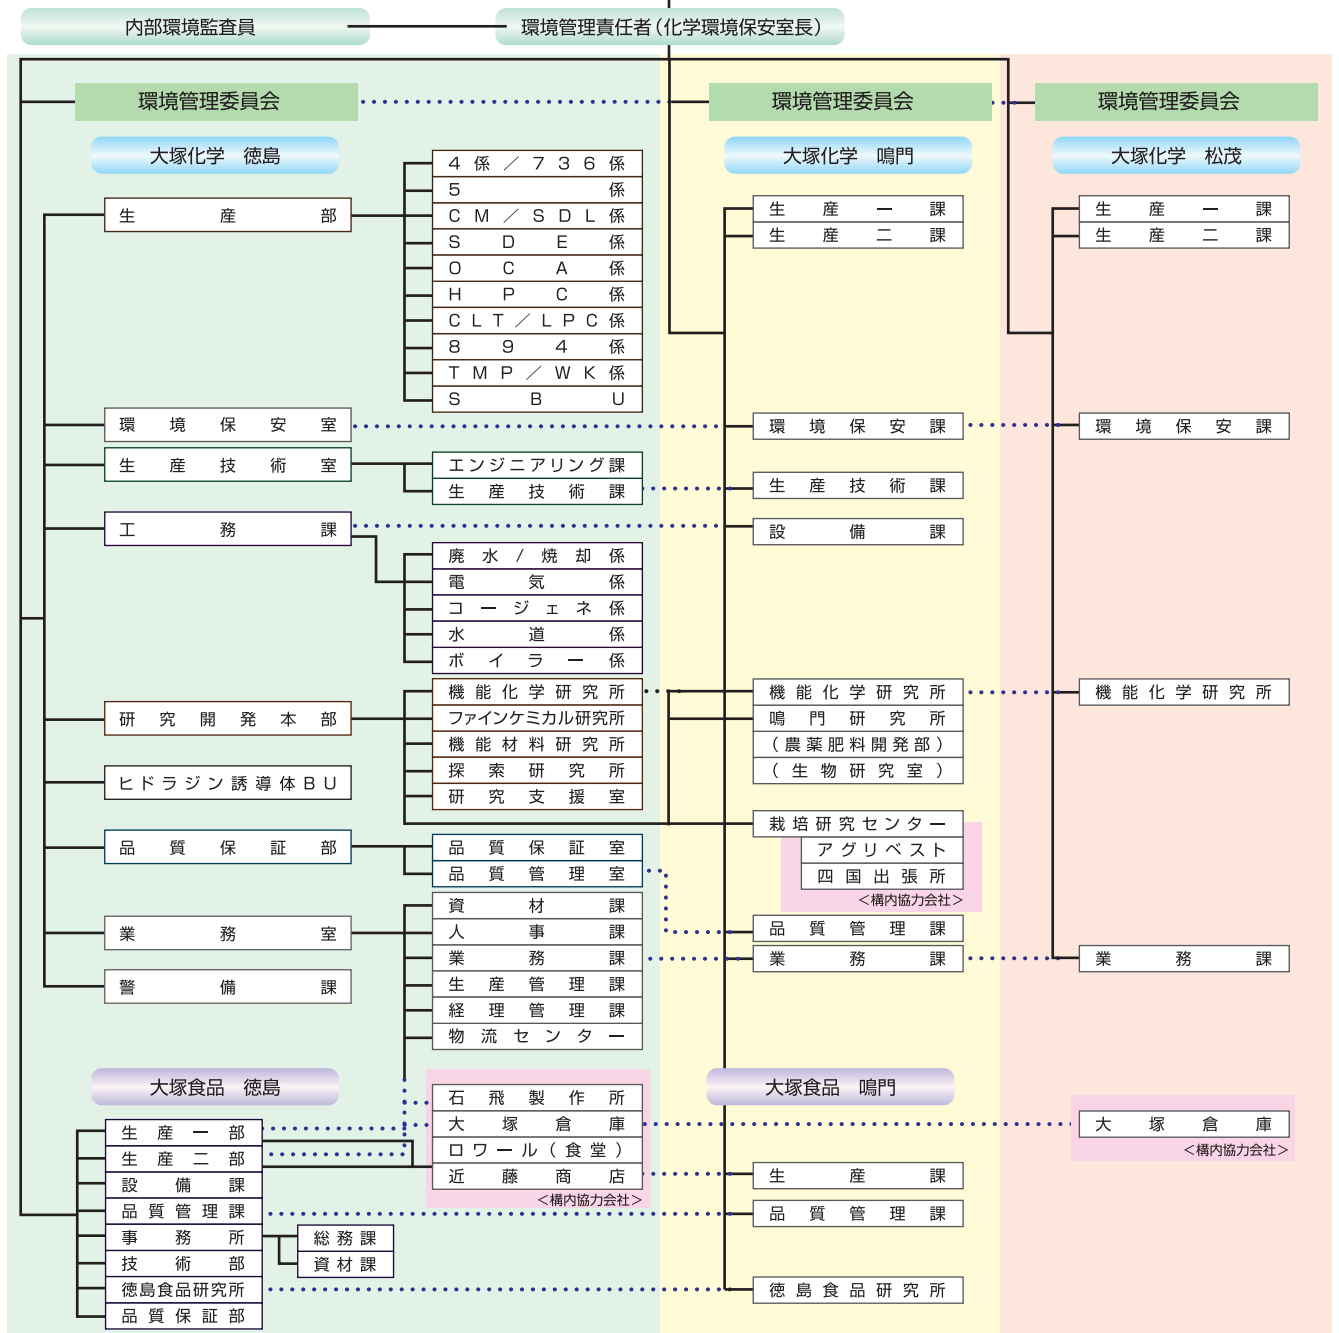 内部環境監査員
環境管理責任者(化学環境保安室長)
環境管理委員会
大塚化学 徳島
生産部
4係/736係
5係
CM/SDL係
SDE係
OCA係
HPC係
CLT/LPC係
894係
TMP/WK係
SBU
環境保安室
生産技術室
エンジニアリング課
生産技術課
工務課
廃水/焼却係
電気係
コージェネ係
水道係
ボイラー係
研究開発本部
機能化学研究所
ファインケミカル研究所
機能材料研究所
探索研究所
研究支援室
ヒドラジン誘導体BU
品質保証部
品質保証室
品質管理室
業務室
資材課
人事課
業務課
生産管理課
経理管理課
物流センター
警備課
大塚食品 徳島
生産一部
生産二部
設備課
品質管理課
事務所
総務課
資材課
技術部
徳島食品研究所
品質保証部
石飛製作所
大塚倉庫
ロワール(食堂)
近藤商店
<構内協力会社>
環境管理委員会
大塚化学 鳴門
生産一課
生産二課
環境保安課
生産技術課
設備課
機能化学研究所
鳴門研究所
(農薬肥料開発部)
(生物研究室)
栽培研究センター
アグリベスト
四国出張所
<構内協力会社>
品質管理課
業務課
大塚食品 鳴門
生産課
品質管理課
徳島食品研究所
環境管理委員会
大塚化学 松茂
生産一課
生産二課
環境保安課
機能化学研究所
業務課
大塚倉庫
<構内協力会社>